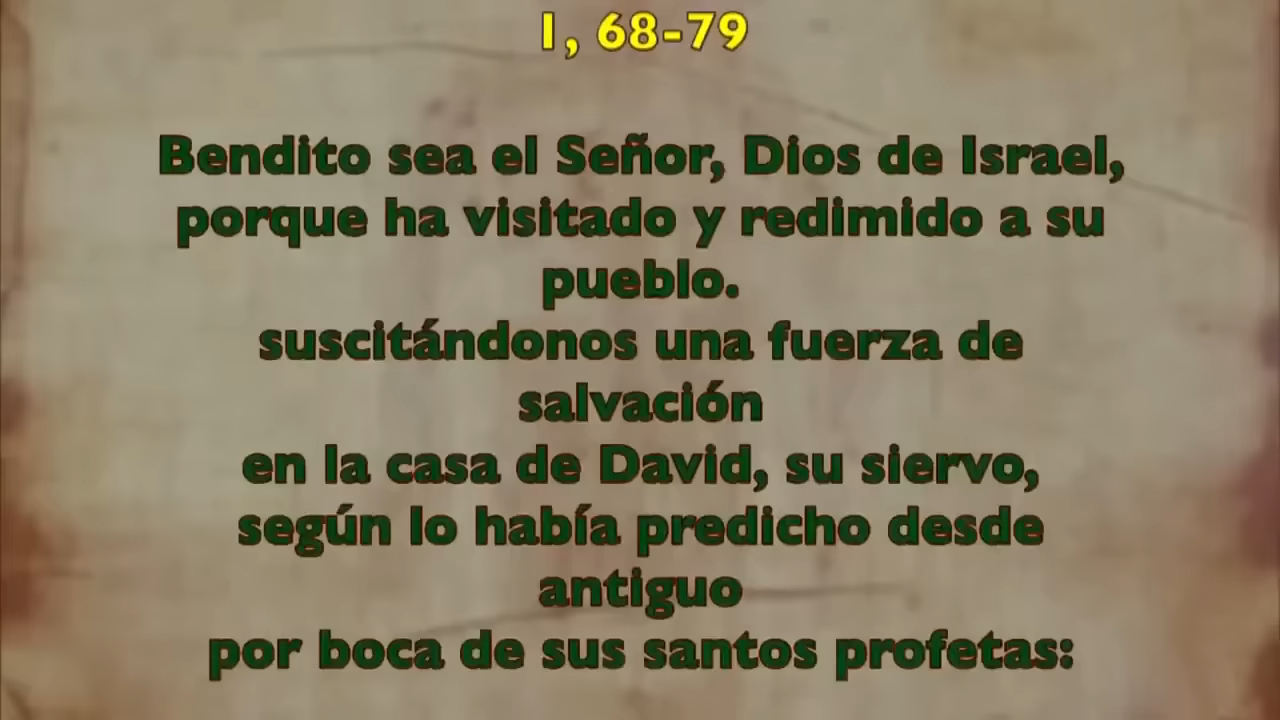 1, 68-79
Bendito sea el Señor, Dios de Israel,
porque ha visitado y redimido a su
pueblo.
suscitándonos una fuerza de
salvación
en la casa de David, su siervo,
según lo había predicho desde
antiguo
por boca de sus santos profetas: